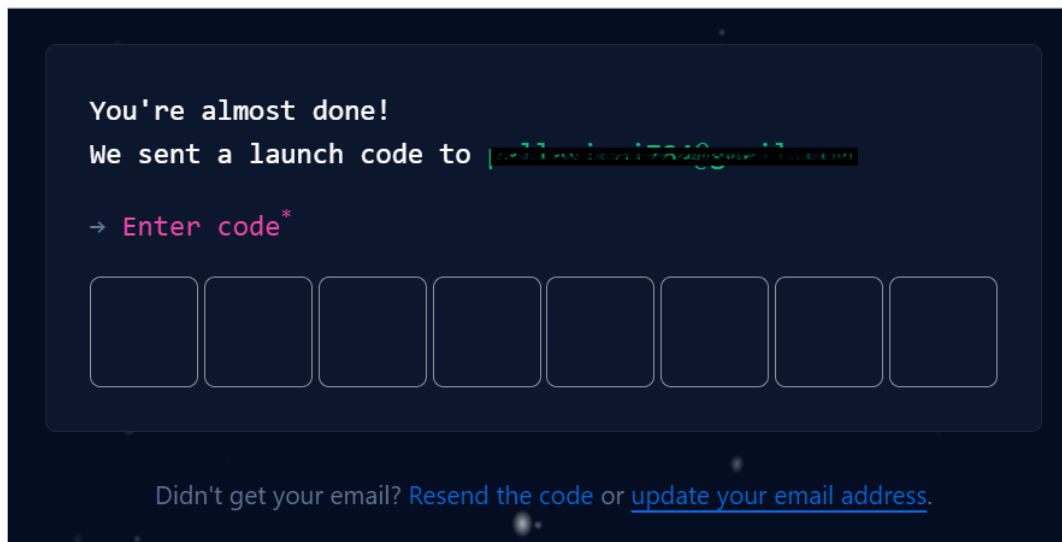 You're almost done!
We sent a launch code to
→ Enter code*
Didn't get your email? Resend the code or update your email address.